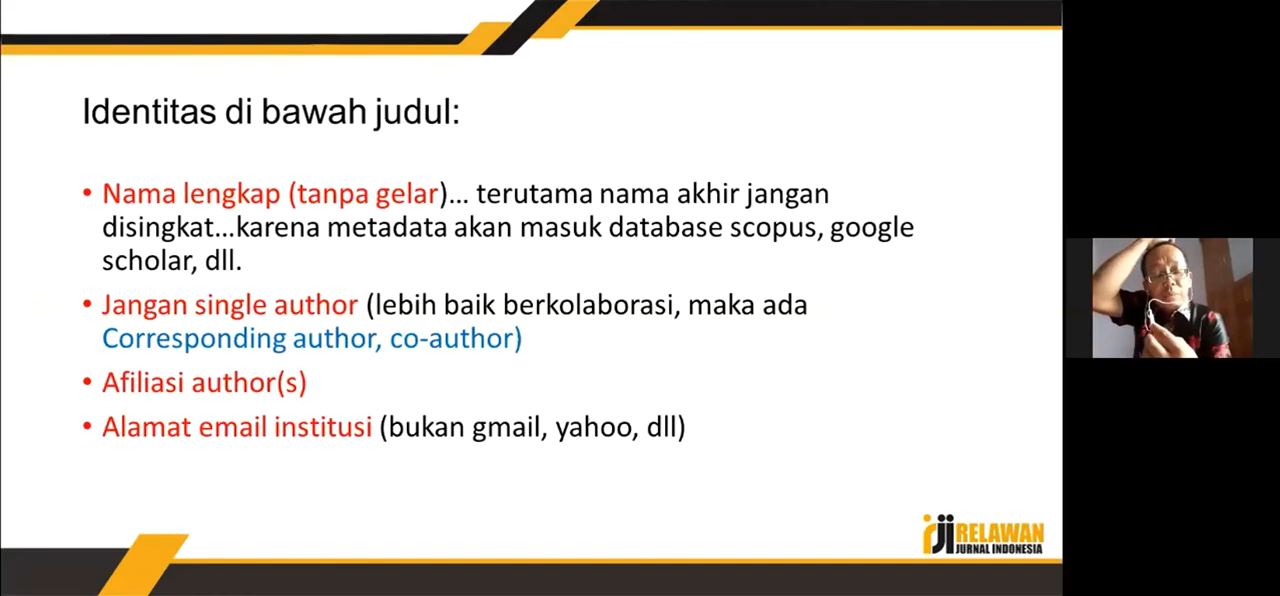 Identitas di bawah judul:
• Nama lengkap (tanpa gelar)... terutama nama akhir jangan
disingkat...karena metadata akan masuk database scopus, google
scholar, dll.
• Jangan single author (lebih baik berkolaborasi, maka ada
Corresponding author, co-author)
• Afiliasi author(s)
• Alamat email institusi (bukan gmail, yahoo, dll)
rji RELAWAN
JURNAL INDONESIA